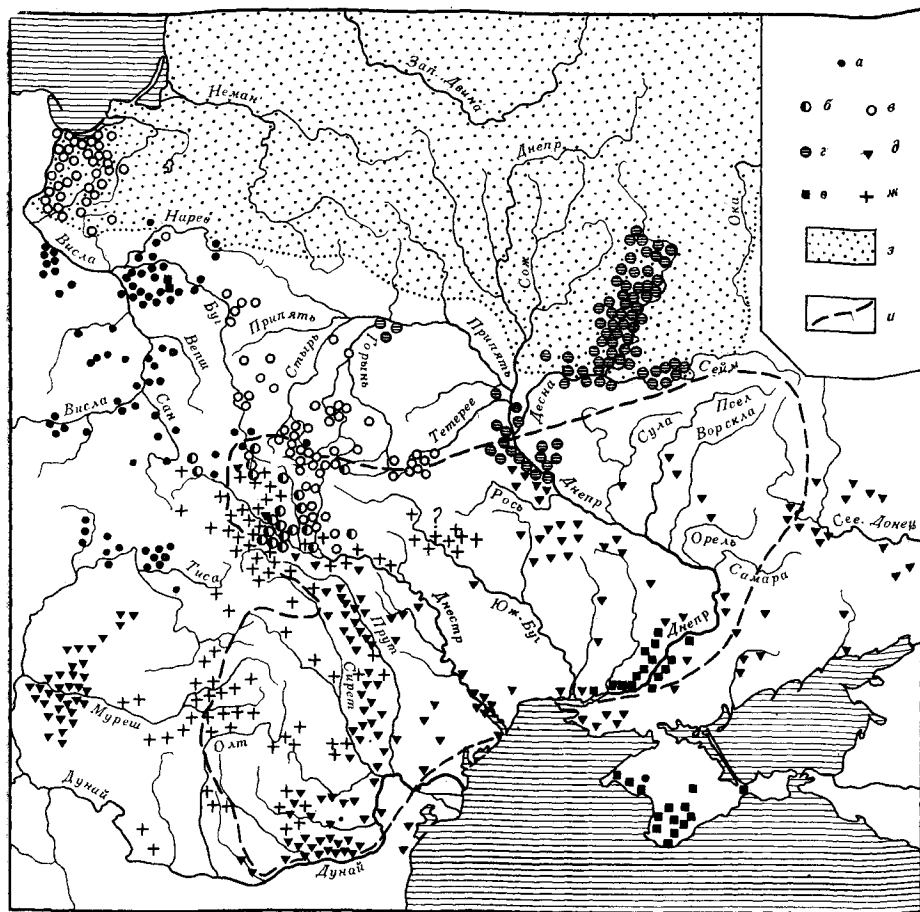 Зап. Двина
Неман
Днепр
Ока
Нарев
Висла
Сож
Буг
Припять
Припять
Стырь
Горынь
Вепш
Десна
Сейм
Тетерев
Висла
Сан
Сула
Псел
Ворскла
Рось
Днепр
Сев. Донец
?
Орель
Самара
Тиса
Юж. Буг
Днестр
Прут
Днепр
Сирет
Муреш
Олт
Дунай
Дунай
а
б в
г д
е ж
з
и